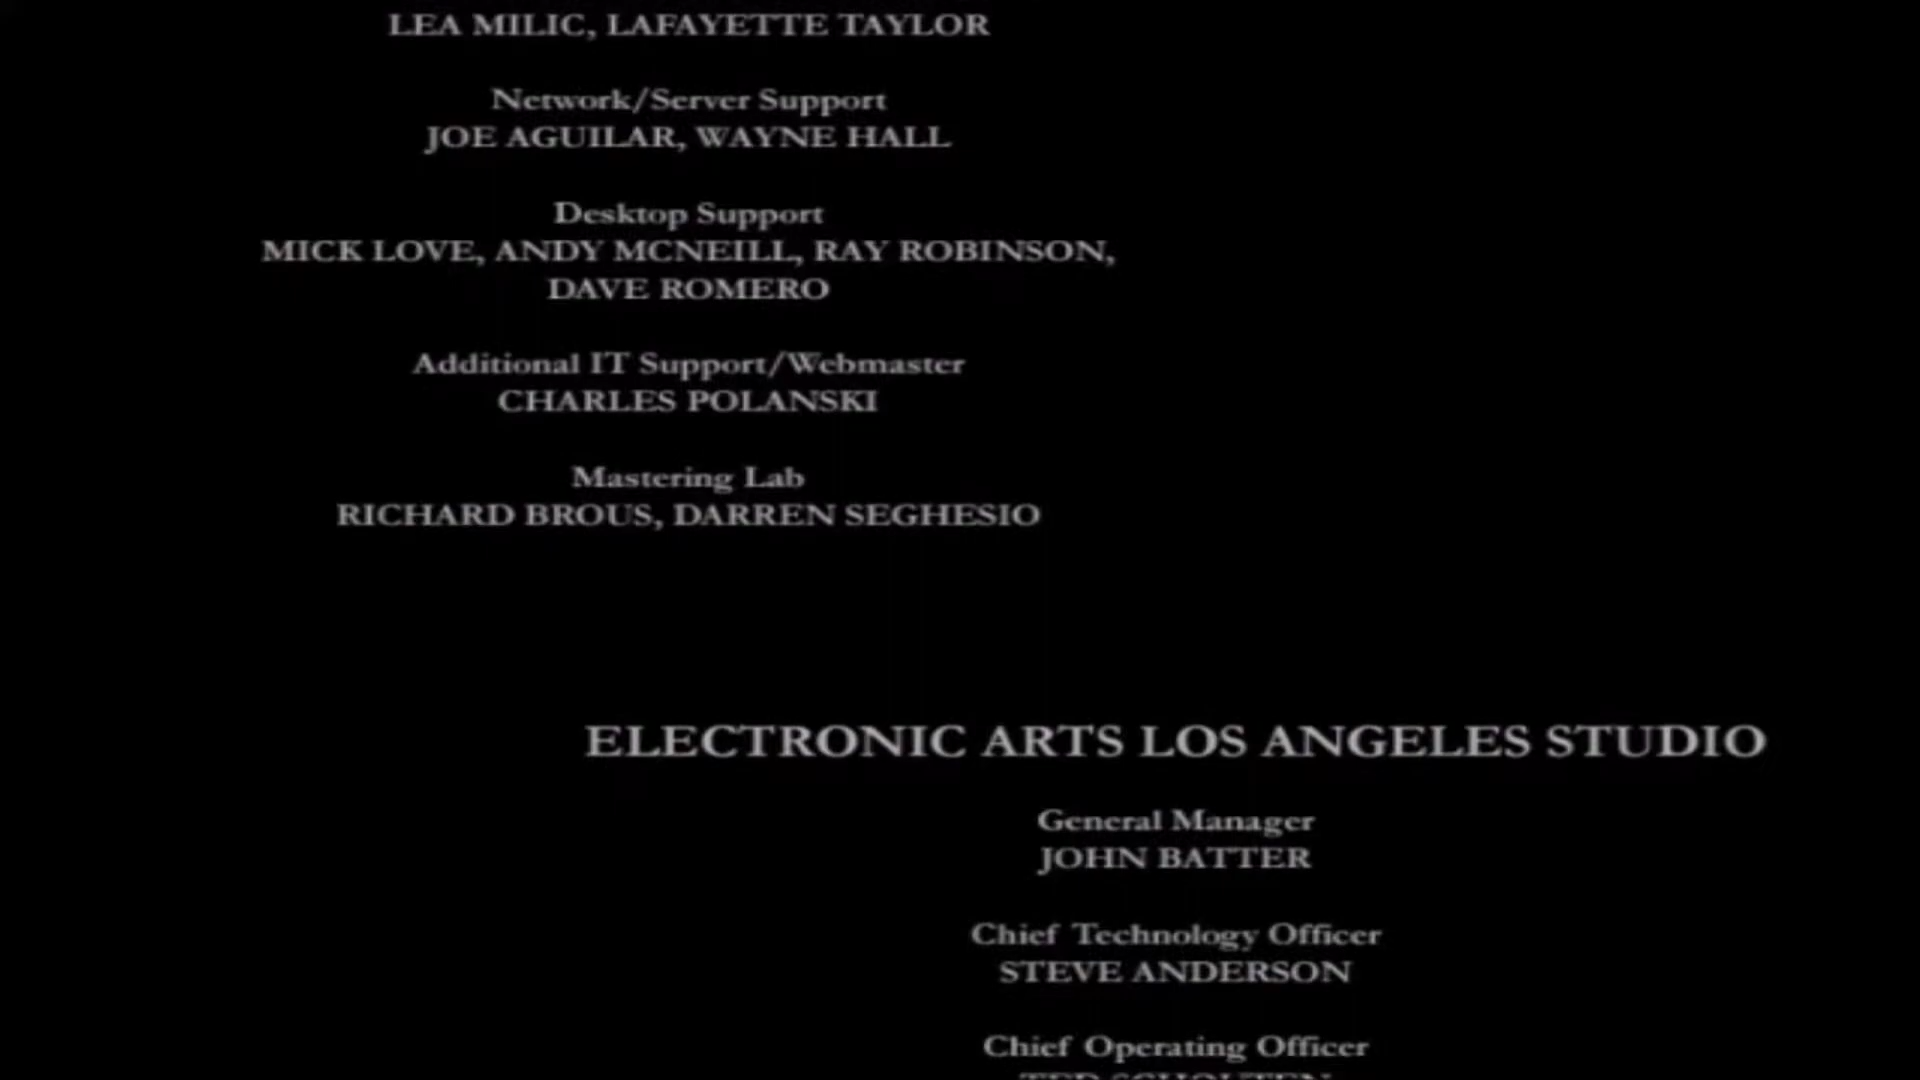 LEA MILIC, LAFAYETTE TAYLOR
Network/Server Support
JOE AGUILAR, WAYNE HALL
Desktop Support
MICK LOVE, ANDY MCNEILL, RAY ROBINSON,
DAVE ROMERO
Additional IT Support/Webmaster
CHARLES POLANSKI
Mastering Lab
RICHARD BROUS, DARREN SEGHESIO
ELECTRONIC ARTS LOS ANGELES STUDIO
General Manager
JOHN BATTER
Chief Technology Officer
STEVE ANDERSON
Chief Operating Officer